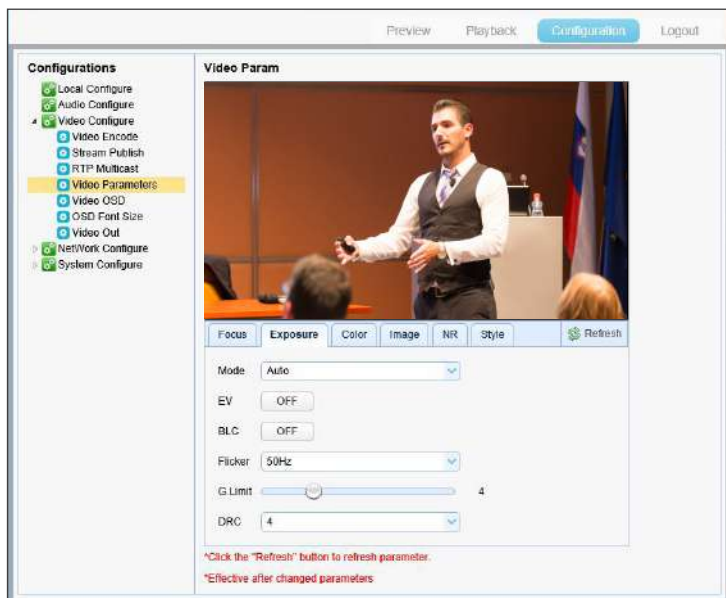 Preview Playback Configuration Logout
Configurations
Local Configure
Audio Configure
Video Configure
Video Encode
Stream Publish
RTP Multicast
Video Parameters
Video OSD
OSD Font Size
Video Out
NetWork Configure
System Configure
Video Param
Focus Exposure Color Image NR Style Refresh
Mode Auto
EV OFF
BLC OFF
Flicker 50Hz
G.Limit 4
DRC 4
*Click the "Refresh" button to refresh parameter.
*Effective after changed parameters